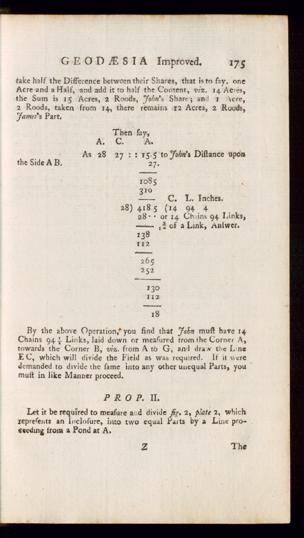 GEODÆSIA Improved. 175
take half the Difference between their Shares, that is to say, one
Acre and a Half, and add it to half the Content, viz. 14 Acres,
the Sum is 15 Acres, 2 Roods, John's Share; and 1 Acre,
2 Roods, taken from 14, there remains 12 Acres, 2 Roods,
James's Part.
Then say,
A. C. A.
As 28 27 :: 15.5 to John's Distance upon
the Side A B. 27.
1085
310
C. L. Inches.
28) 418.5 (14 94 4
28·· or 14 Chains 94 Links,
of a Link, Answer.
138
112
265
252
130
112
18
By the above Operation, you find that John must have 14
Chains 94 ½ Links, laid down or measured from the Corner A,
towards the Corner B, viz. from A to G, and draw the Line
E C, which will divide the Field as was required. If it were
demanded to divide the same into any other unequal Parts, you
must in like Manner proceed.
PROP. II.
Let it be required to measure and divide fig. 2, plate 2, which
represents an Inclosure, into two equal Parts by a Line pro-
ceeding from a Pond at A.
Z The